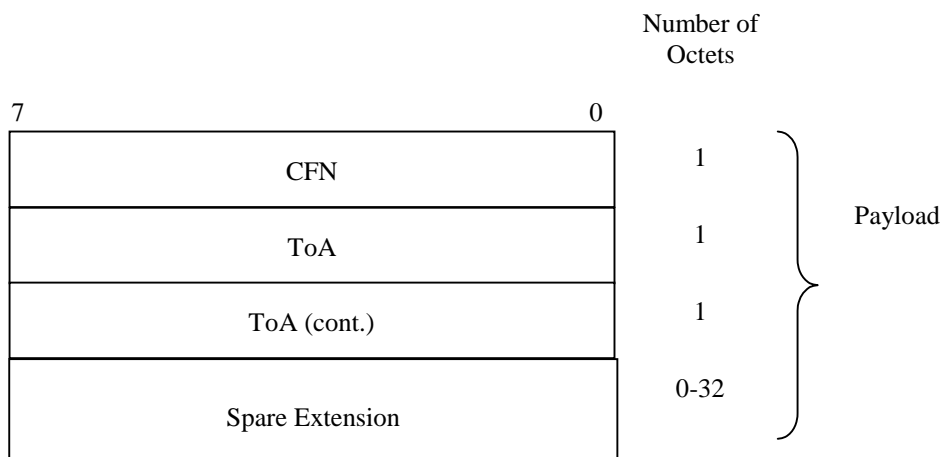 Number of
Octets
7 0
CFN 1
ToA 1
Payload
ToA (cont.) 1
Spare Extension 0-32